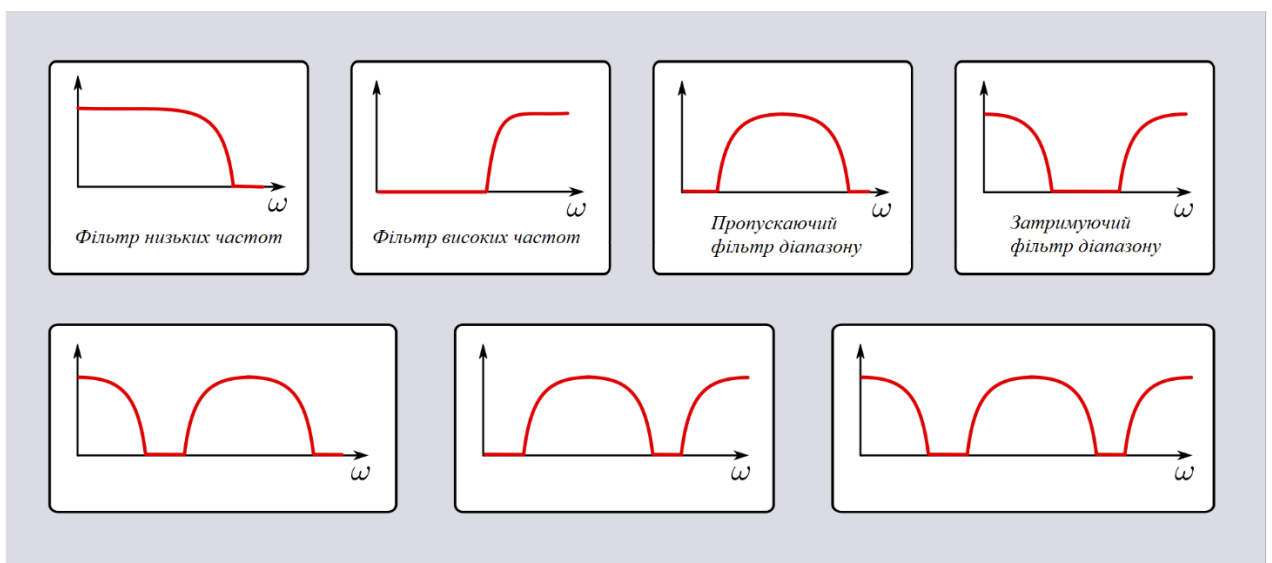 ω
Фільтр низьких частот
ω
Фільтр високих частот
ω
Пропускаючий
фільтр діапазону
ω
Затримуючий
фільтр діапазону
ω
ω
ω